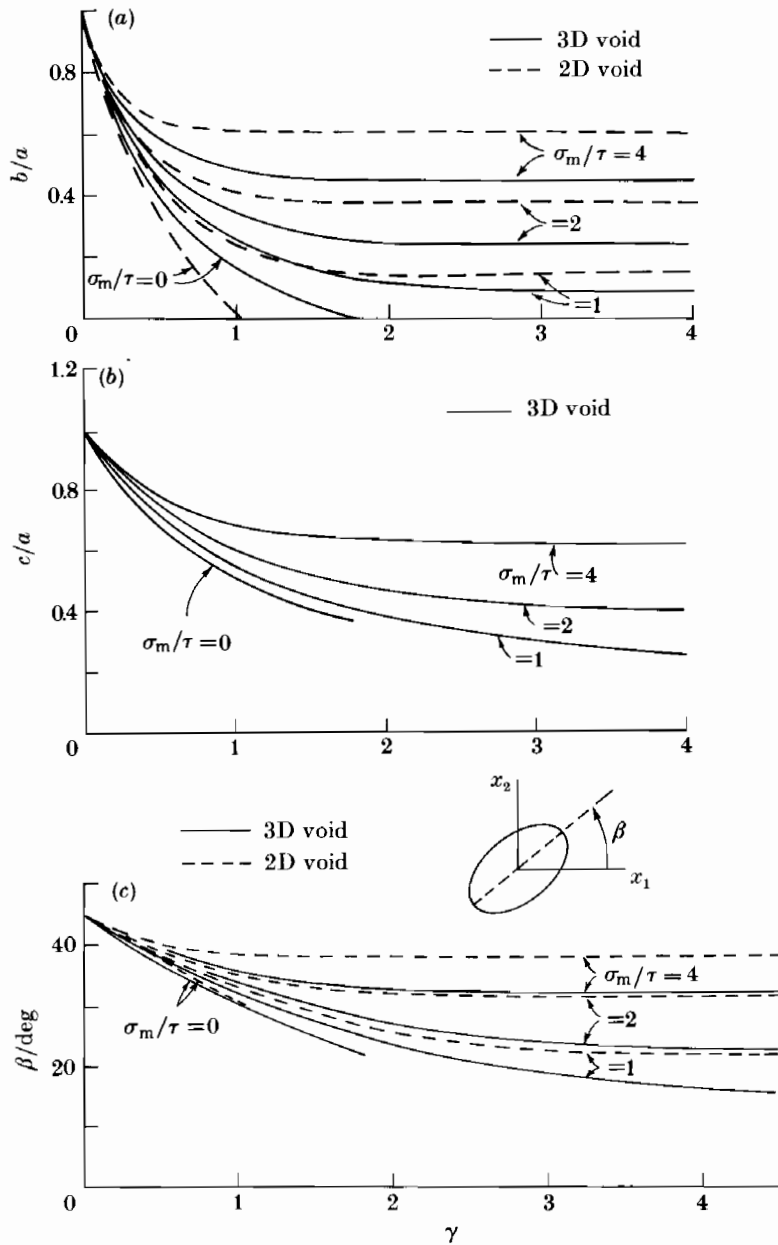 (a)
3D void
2D void
0.8
b/a
σm/τ = 4
0.4
=2
σm/τ=0
=1
0 1 2 3 4
1.2
(b)
3D void
0.8
c/a
σm/τ = 4
0.4
=2
σm/τ=0
=1
0 1 2 3 4
x2
β
x1
3D void
2D void
(c)
40
σm/τ = 4
β/deg
σm/τ=0
=2
20
=1
0 1 2 3 4
γ